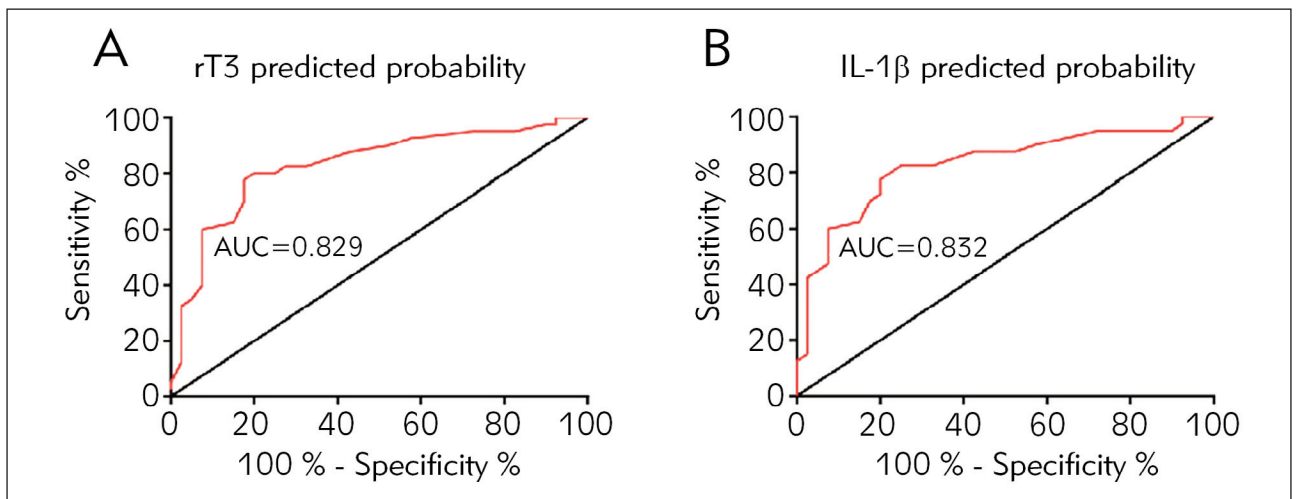 A
rT3 predicted probability
Sensitivity %
100
80
60
40
20
0
AUC=0.829
0 20 40 60 80 100
100 % - Specificity %
B
IL-1β predicted probability
Sensitivity %
100
80
60
40
20
0
AUC=0.832
0 20 40 60 80 100
100 % - Specificity %